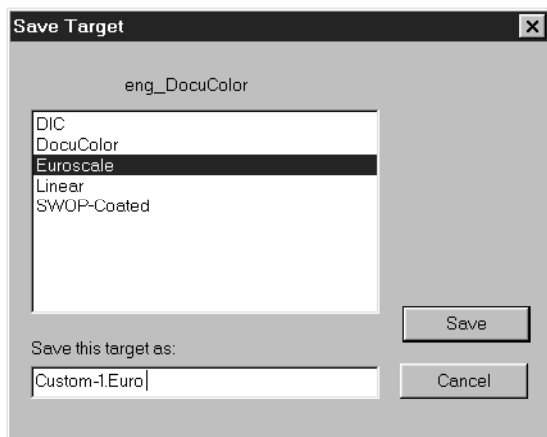 Save Target
eng_DocuColor
DIC
DocuColor
Euroscale
Linear
SWOP-Coated
Save
Save this target as:
Custom-1.Euro
Cancel